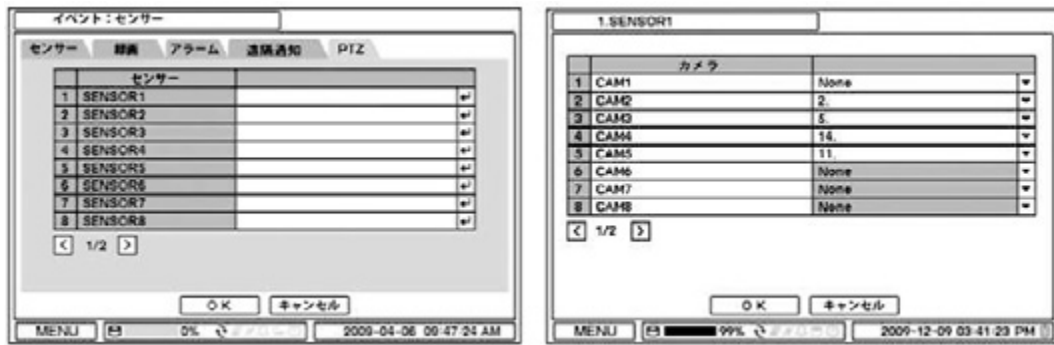 イベント：センサー
センサー 録画 アラーム 遠隔通知 PTZ
センサー
1 SENSOR1
2 SENSOR2
3 SENSOR3
4 SENSOR4
5 SENSOR5
6 SENSOR6
7 SENSOR7
8 SENSOR8
< 1/2 >
OK キャンセル
MENU 0% 2009-04-06 09:47:24 AM
1.SENSOR1
カメラ
1 CAM1 None
2 CAM2 2.
3 CAM3 5.
4 CAM4 14.
5 CAM5 11.
6 CAM6 None
7 CAM7 None
8 CAM8 None
< 1/2 >
OK キャンセル
MENU 99% 2009-12-09 03:41:23 PM